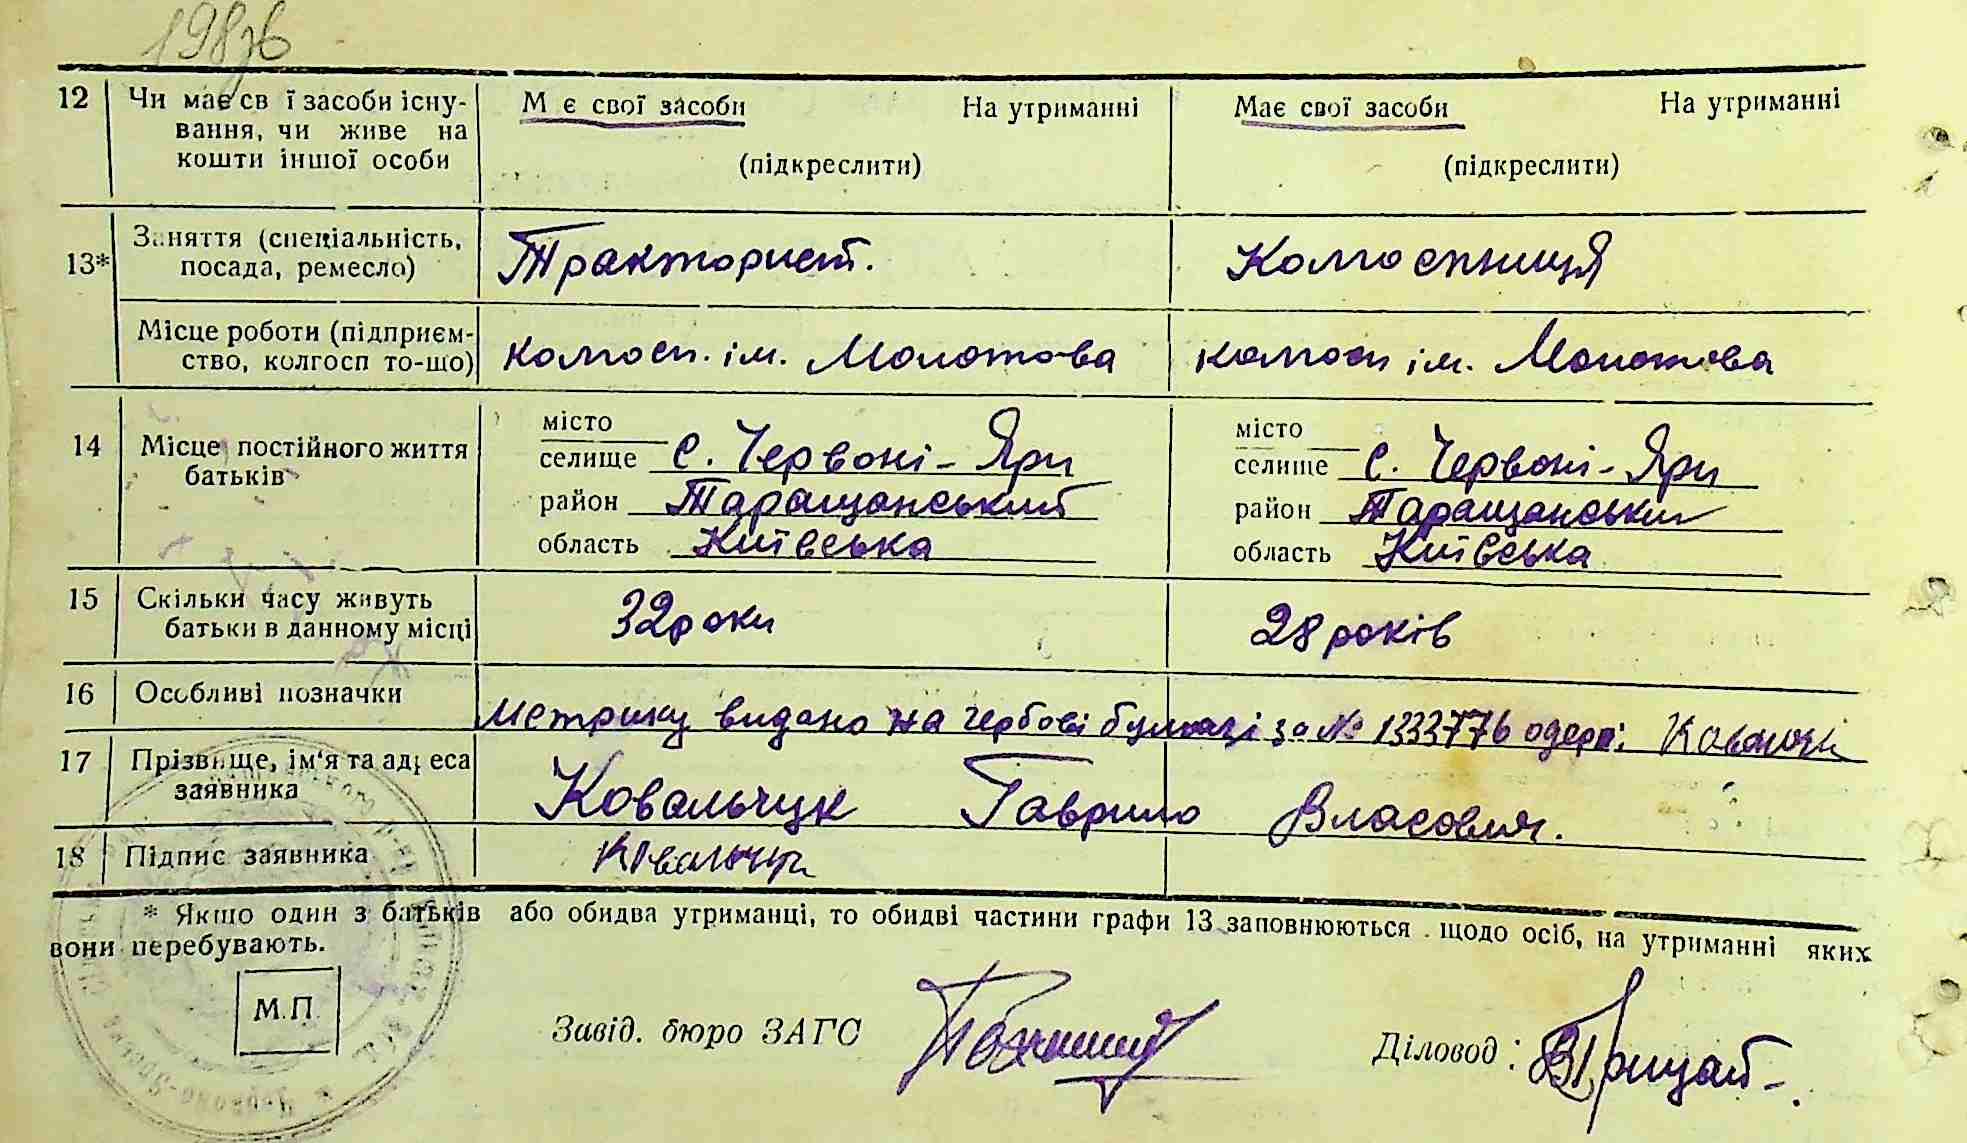 198зв
12 Чи має св ї засоби існу- М є свої засоби На утриманні Має свої засоби На утриманні
вання, чи живе на
кошти іншої особи (підкреслити) (підкреслити)
13* Заняття (спеціальність, Тракторист. Колгоспниця
посада, ремесло)
Місце роботи (підприєм- колгосп. ім. Молотова колгосп ім. Молотова
ство, колгосп то-що)
14 Місце постійного життя місто місто
батьків селище с. Червоні-Яри селище с. Червоні-Яри
район Таращанський район Таращанський
область Київська область Київська
15 Скільки часу живуть 32 роки 28 років
батьки в данному місці
16 Особливі позначки Метрику видано на гербові бумазі за № 1333776 одерж:
17 Прізвище, ім'я та адреса Ковальчук Гаврило Власович.
заявника
18 Підпис заявника Ковальчук
* Якщо один з батьків або обидва утриманці, то обидві частини графи 13 заповнюються щодо осіб, на утриманні яких
вони перебувають.
М.П.
Завід. бюро ЗАГС Діловод: